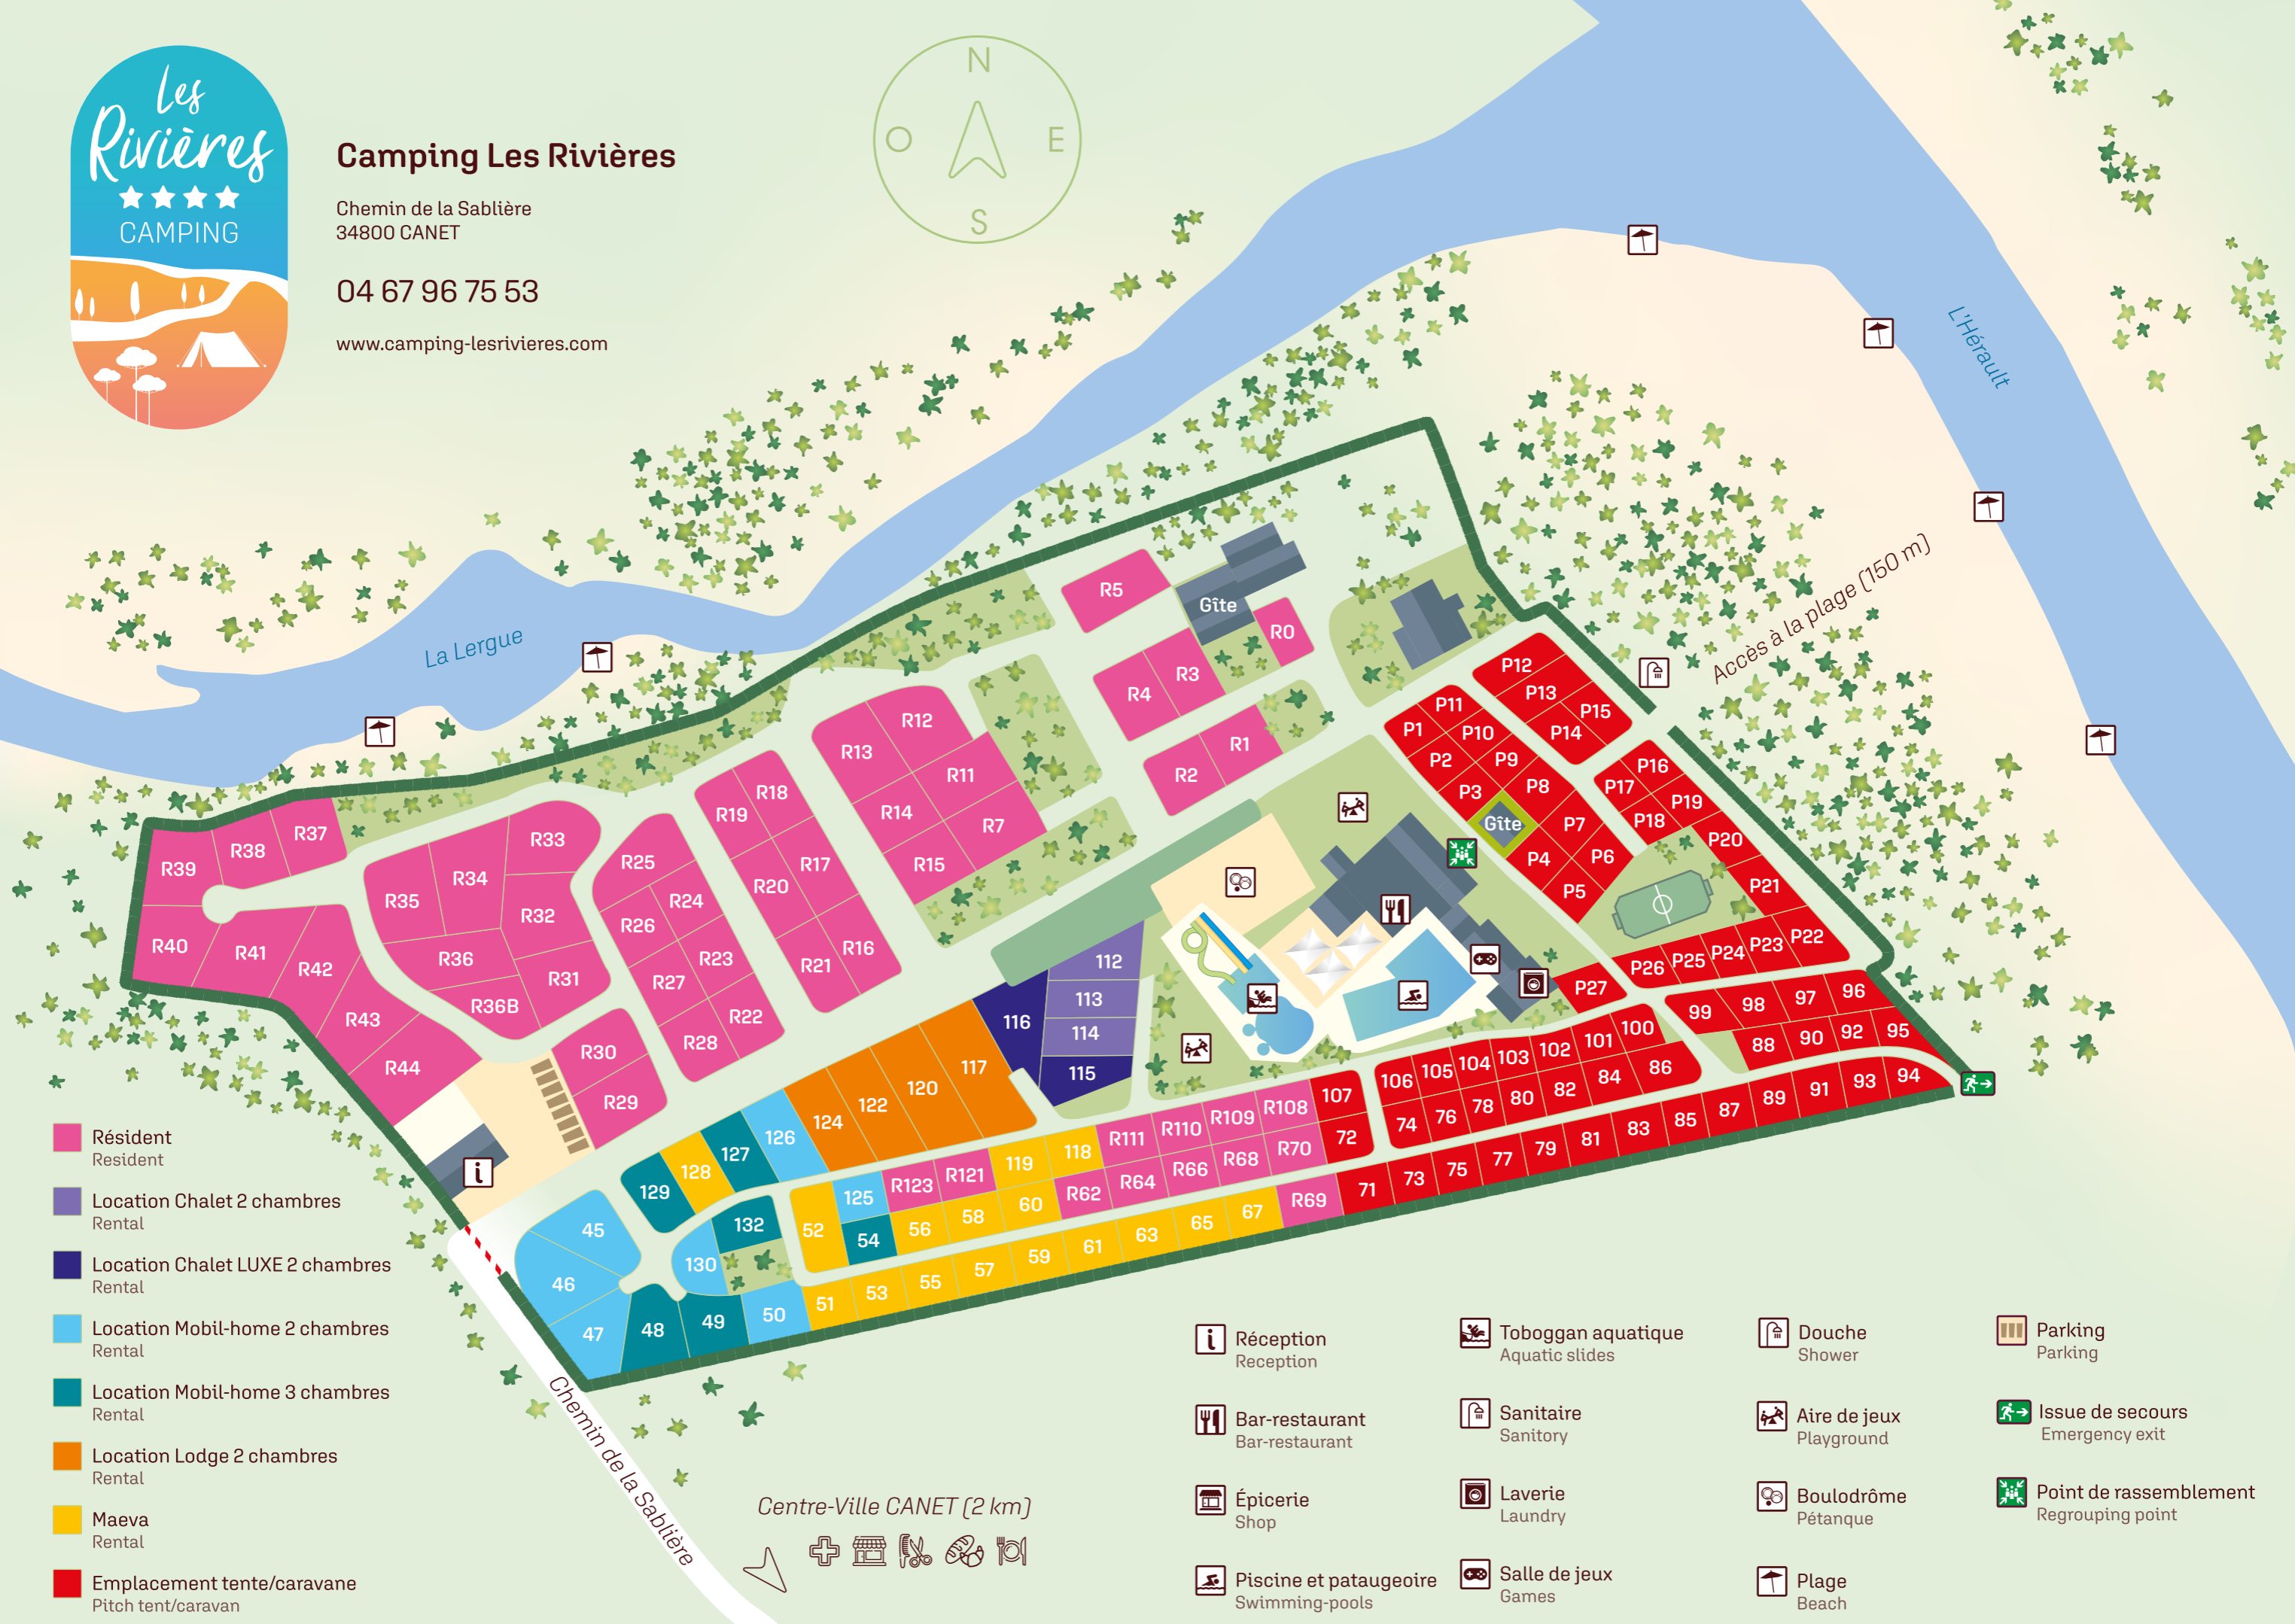 Les
Rivières
CAMPING
Camping Les Rivières
Chemin de la Sablière
34800 CANET
04 67 96 75 53
www.camping-lesrivieres.com
N
O
E
S
L'Hérault
La Lergue
Accès à la plage (150 m)
R5
Gîte
R0
R3
R4
R1
R2
R12
R13
R11
R14
R7
R15
R18
R19
R17
R20
R16
R21
R25
R24
R26
R23
R27
R22
R28
R33
R34
R35
R32
R36
R31
R36B
R30
R29
R37
R38
R39
R40
R41
R42
R43
R44
P12
P13
P15
P14
P11
P1
P10
P2
P9
P3
P8
Gîte
P7
P4
P6
P5
P16
P17
P19
P18
P20
P21
P22
P23
P24
P25
P26
P27
112
113
114
115
116
117
120
122
124
126
127
128
129
99
98
97
96
88
90
92
95
106
105
104
103
102
101
100
74
76
78
80
82
84
86
107
72
R108
R109
R110
R111
118
119
R121
R123
125
52
54
56
58
60
R62
R64
R66
R68
R70
132
130
45
46
47
48
49
50
51
53
55
57
59
61
63
65
67
R69
71
73
75
77
79
81
83
85
87
89
91
93
94
Chemin de la Sablière
Centre-Ville CANET (2 km)
Résident
Resident
Location Chalet 2 chambres
Rental
Location Chalet LUXE 2 chambres
Rental
Location Mobil-home 2 chambres
Rental
Location Mobil-home 3 chambres
Rental
Location Lodge 2 chambres
Rental
Maeva
Rental
Emplacement tente/caravane
Pitch tent/caravan
Réception
Reception
Bar-restaurant
Bar-restaurant
Épicerie
Shop
Piscine et pataugeoire
Swimming-pools
Toboggan aquatique
Aquatic slides
Sanitaire
Sanitory
Laverie
Laundry
Salle de jeux
Games
Douche
Shower
Aire de jeux
Playground
Boulodrôme
Pétanque
Plage
Beach
Parking
Parking
Issue de secours
Emergency exit
Point de rassemblement
Regrouping point